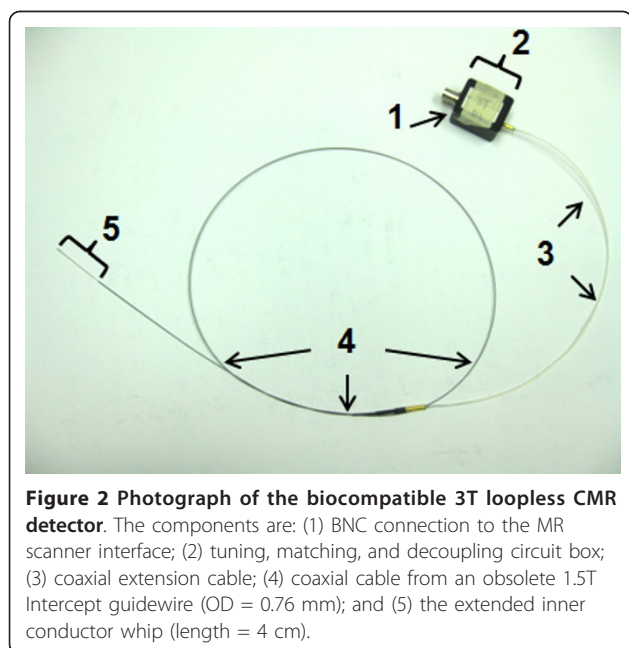 2
1
3T
5
3
4
Figure 2 Photograph of the biocompatible 3T loopless CMR
detector. The components are: (1) BNC connection to the MR
scanner interface; (2) tuning, matching, and decoupling circuit box;
(3) coaxial extension cable; (4) coaxial cable from an obsolete 1.5T
Intercept guidewire (OD = 0.76 mm); and (5) the extended inner
conductor whip (length = 4 cm).